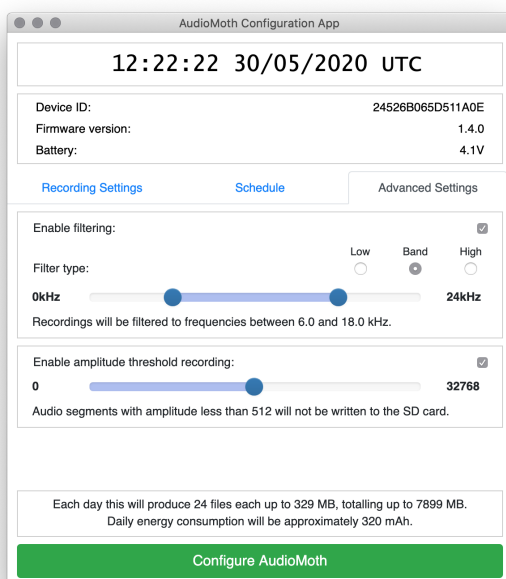 AudioMoth Configuration App
12:22:22 30/05/2020 UTC
Device ID: 24526B065D511A0E
Firmware version: 1.4.0
Battery: 4.1V
Recording Settings Schedule Advanced Settings
Enable filtering:
Low Band High
Filter type:
0kHz 24kHz
Recordings will be filtered to frequencies between 6.0 and 18.0 kHz.
Enable amplitude threshold recording:
0 32768
Audio segments with amplitude less than 512 will not be written to the SD card.
Each day this will produce 24 files each up to 329 MB, totalling up to 7899 MB.
Daily energy consumption will be approximately 320 mAh.
Configure AudioMoth